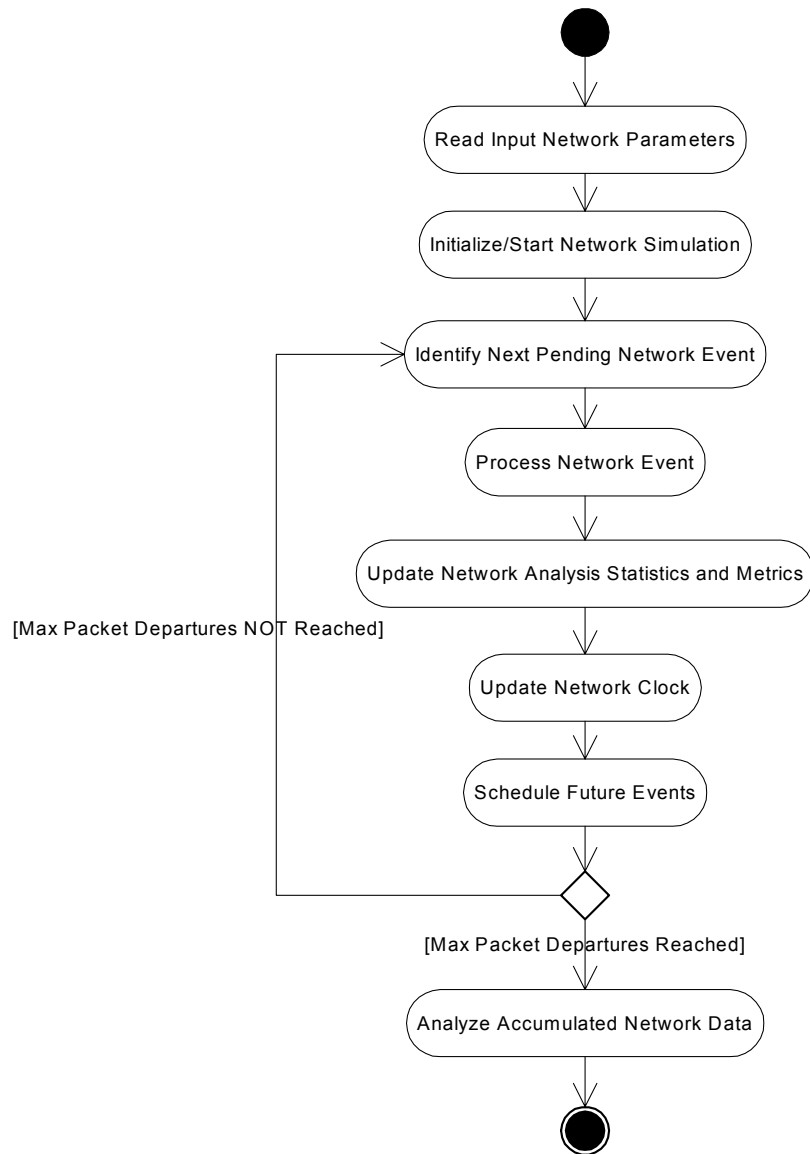 Read Input Network Parameters
Initialize/Start Network Simulation
Identify Next Pending Network Event
Process Network Event
Update Network Analysis Statistics and Metrics
[Max Packet Departures NOT Reached]
Update Network Clock
Schedule Future Events
[Max Packet Departures Reached]
Analyze Accumulated Network Data